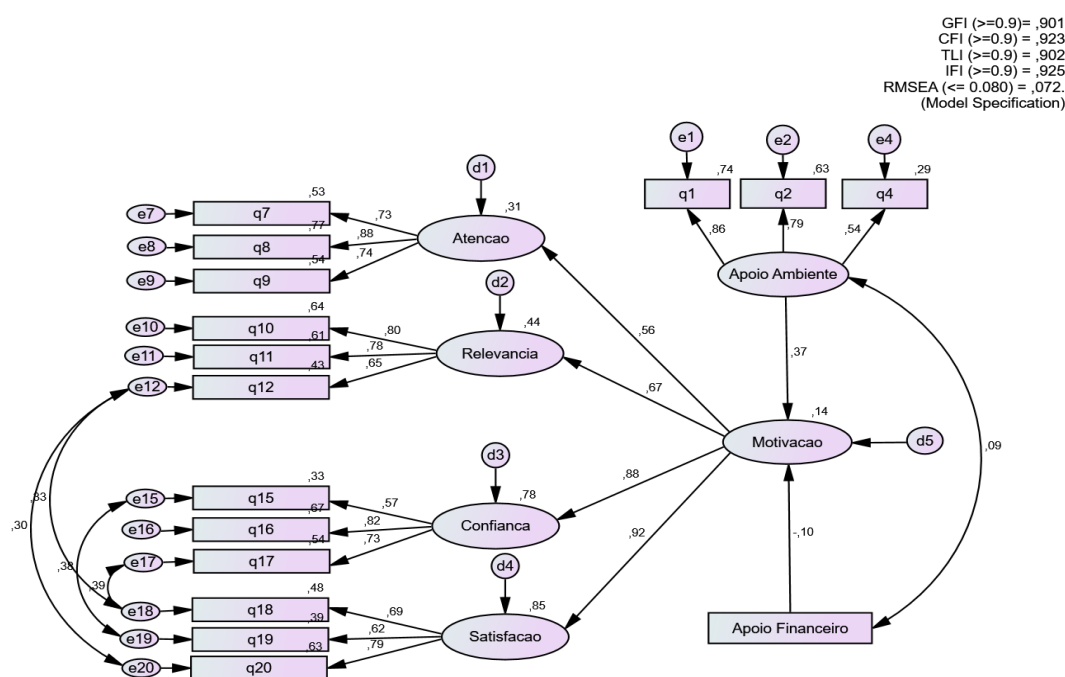 GFI (>=0.9)= ,901
CFI (>=0.9) = ,923
TLI (>=0.9) = ,902
IFI (>=0.9) = ,925
RMSEA (<= 0.080) = ,072.
(Model Specification)
e1
e2
e4
,74
,63
,29
q1
q2
q4
,86
,79
,54
Apoio Ambiente
d1
,31
Atencao
,53
e7
q7
,73
,77
e8
q8
,88
,54
e9
q9
,74
d2
,44
Relevancia
,64
e10
q10
,80
,61
e11
q11
,78
,43
e12
q12
,65
,56
,67
,37
,14
Motivacao
d5
,09
,88
,92
-,10
Apoio Financeiro
d3
,78
Confianca
,33
e15
q15
,57
,67
e16
q16
,82
,54
e17
q17
,73
d4
,85
Satisfacao
,48
e18
q18
,69
,39
e19
q19
,62
,63
e20
q20
,79
,33
,30
,38
,39